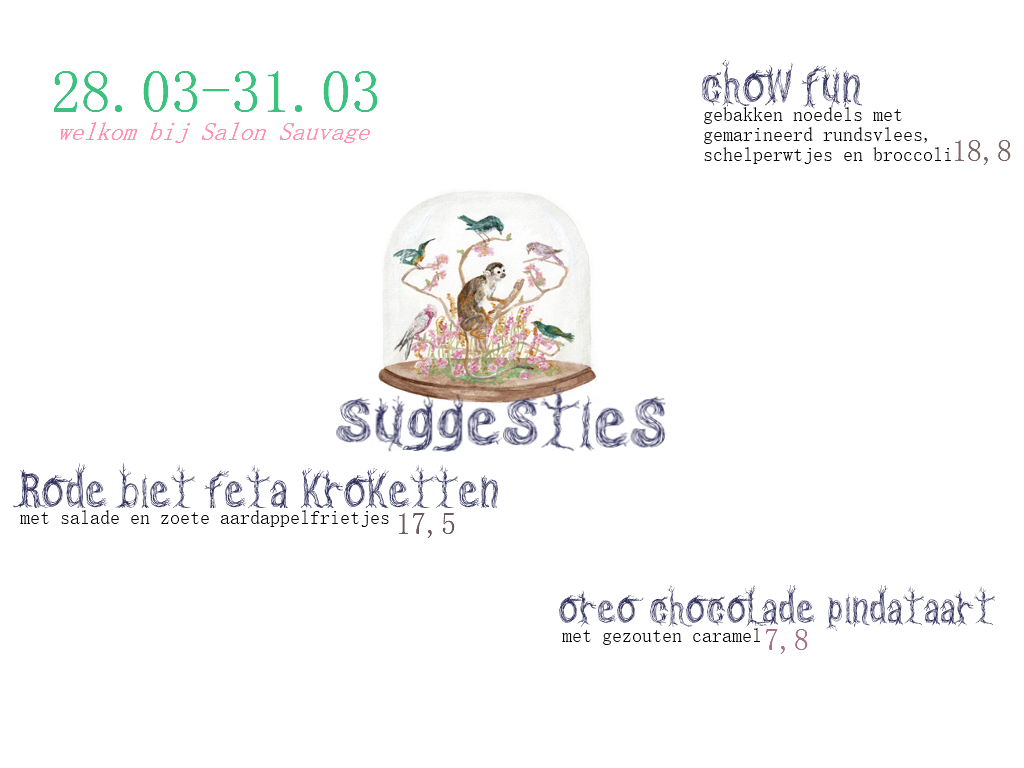 28.03-31.03
welkom bij Salon Sauvage
chow fun
gebakken noedels met
gemarineerd rundsvlees,
schelperwtjes en broccoli 18,8
suggesties
Rode biet feta Kroketten
met salade en zoete aardappelfrietjes 17,5
oreo chocolade pindataart
met gezouten caramel 7,8